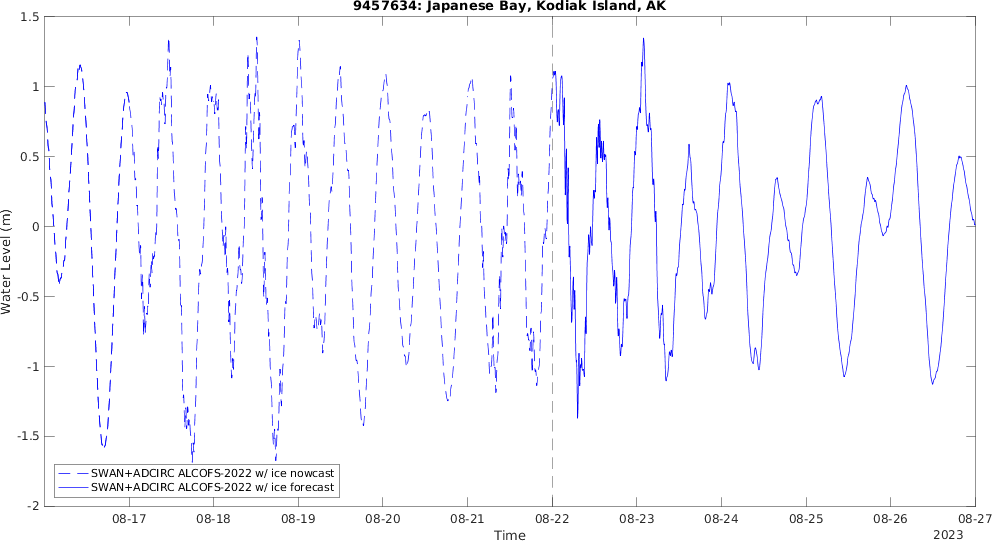 9457634: Japanese Bay, Kodiak Island, AK
1.5
1
0.5
0
-0.5
-1
-1.5
-2
Water Level (m)
SWAN+ADCIRC ALCOFS-2022 w/ ice nowcast
SWAN+ADCIRC ALCOFS-2022 w/ ice forecast
08-17 08-18 08-19 08-20 08-21 08-22 08-23 08-24 08-25 08-26 08-27
Time
2023